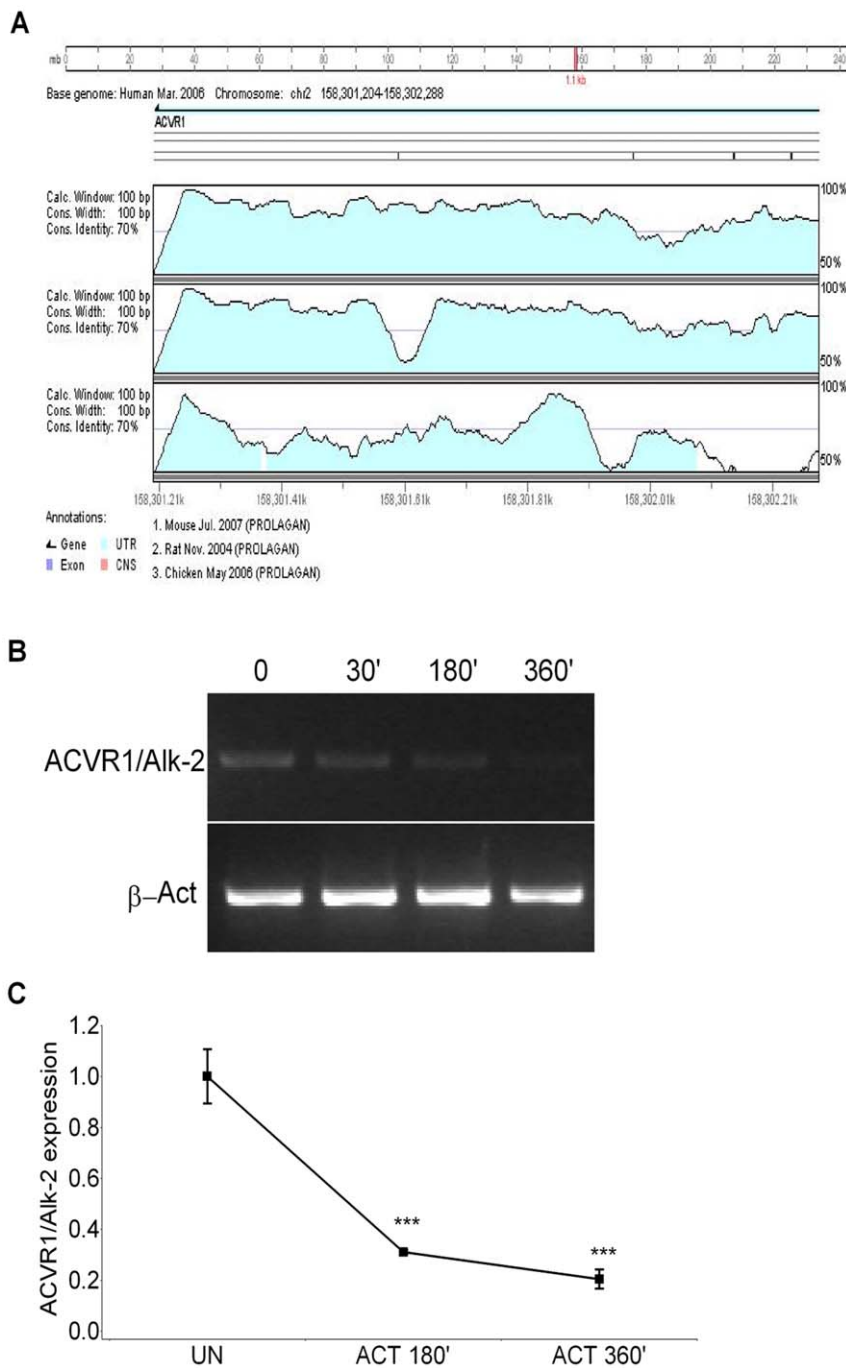 A
mb 0 20 40 60 80 100 120 140 160 180 200 220 240
1.1 kb
Base genome: Human Mar. 2006 Chromosome: chr2 158,301,204-158,302,288
ACVR1
Calc. Window: 100 bp
Cons. Width: 100 bp
Cons. Identity: 70%
100%
50%
Calc. Window: 100 bp
Cons. Width: 100 bp
Cons. Identity: 70%
100%
50%
Calc. Window: 100 bp
Cons. Width: 100 bp
Cons. Identity: 70%
100%
50%
158,301.21k 158,301.41k 158,301.61k 158,301.81k 158,302.01k 158,302.21k
Annotations:
Gene UTR
Exon CNS
1. Mouse Jul. 2007 (PROLAGAN)
2. Rat Nov. 2004 (PROLAGAN)
3. Chicken May 2006 (PROLAGAN)
B
0 30' 180' 360'
ACVR1/Alk-2
β–Act
C
ACVR1/Alk-2 expression
1.2
1.0
0.8
0.6
0.4
0.2
0.0
***
***
UN ACT 180' ACT 360'